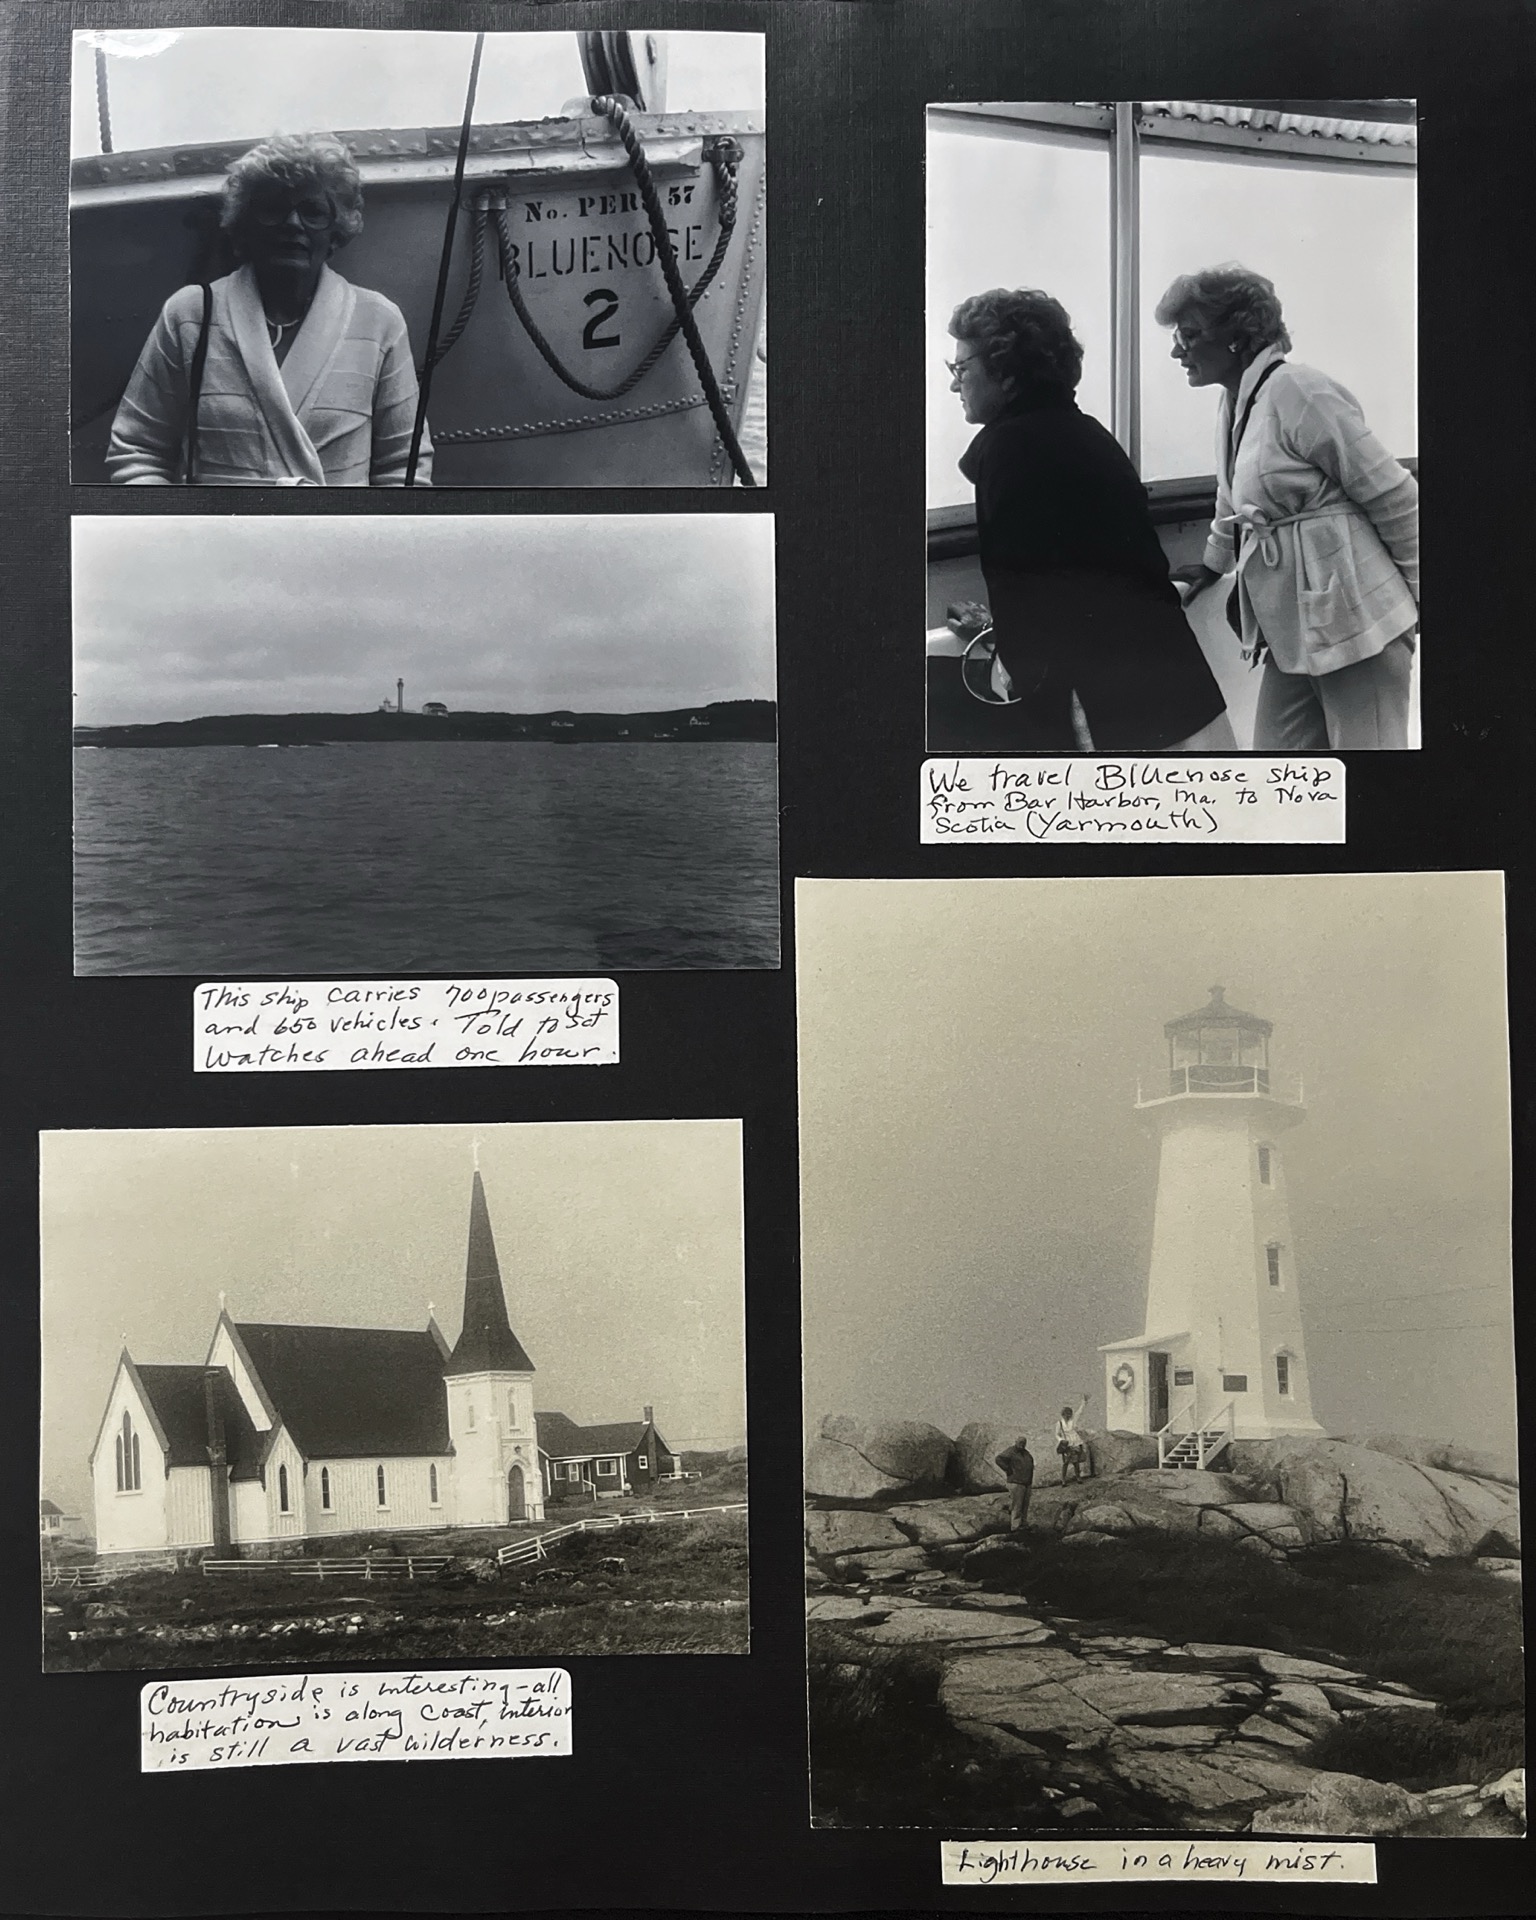 No. PERS 57
BLUENOSE
2
We travel Bluenose ship
from Bar Harbor, Ma. to Nova
Scotia (Yarmouth)
This ship carries 700 passengers
and 650 vehicles. Told to set
watches ahead one hour.
Countryside is interesting-all
habitation is along coast, interior
is still a vast wilderness.
Lighthouse in a heavy mist.